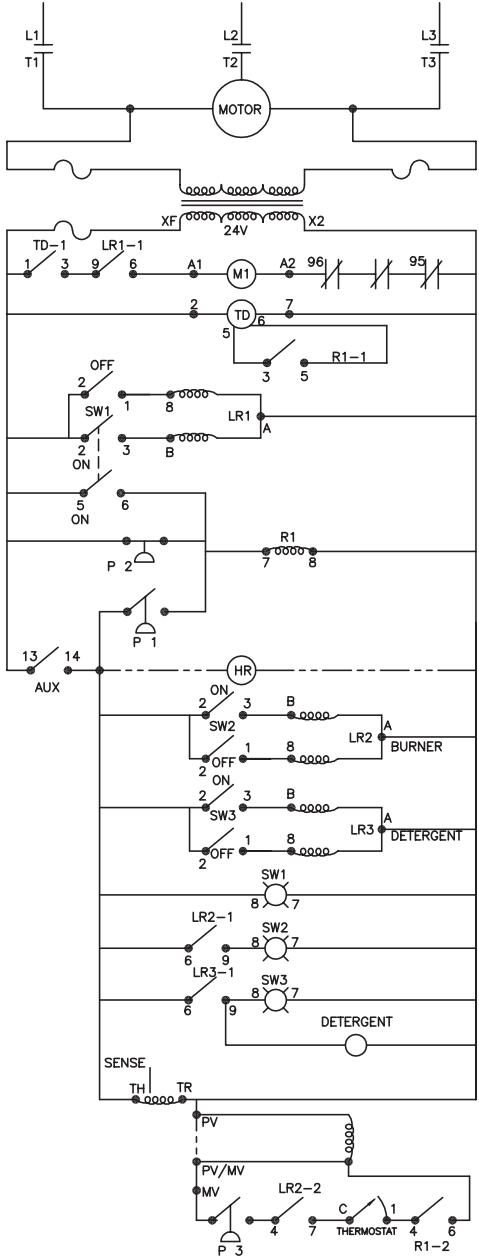 L1 L2 L3
T1 T2 T3
MOTOR
XF 24V X2
TD-1 LR1-1
1 3 9 6 A1 M1 A2 96 95
2 TD 7
5 6
R1-1
3 5
OFF
2 1 8
SW1 LR1 A
2 3 B
ON
5 6
ON
R1
P 2 7 8
P 1
13 14 HR
AUX
ON
2 3 B A
SW2 LR2
BURNER
2 OFF 1 8
ON
2 3 B A
SW3 LR3 DETERGENT
2 OFF 1 8
SW1
8 7
LR2-1 SW2
8 7
6 9
LR3-1 SW3
8 7
6 9
DETERGENT
SENSE
TH TR
PV
PV/MV
MV LR2-2
C 1
4 7 THERMOSTAT 4 6
P 3 R1-2